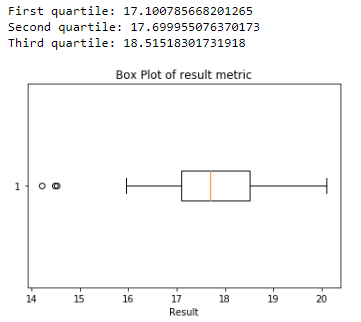 First quartile: 17.100785668201265
Second quartile: 17.699955076370173
Third quartile: 18.51518301731918
Box Plot of result metric
1
14 15 16 17 18 19 20
Result